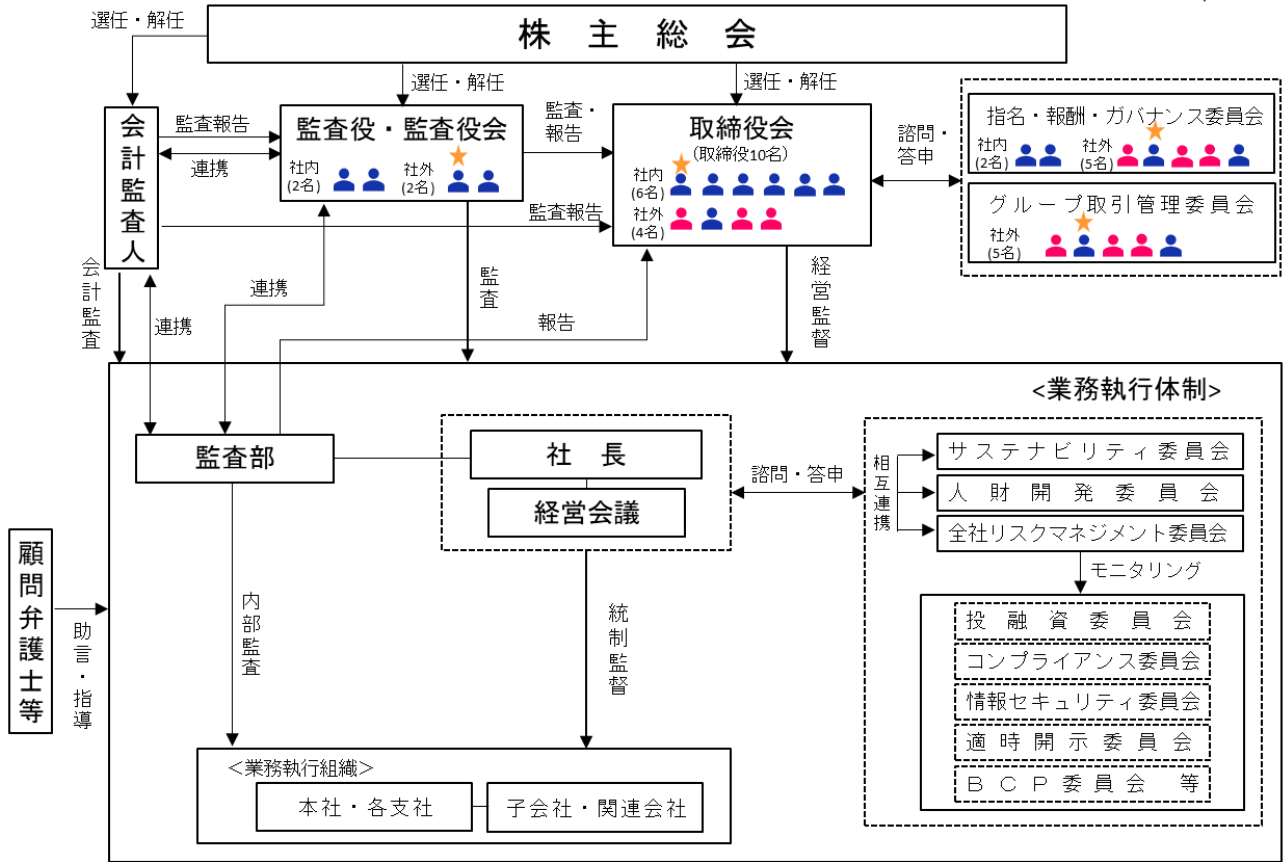 選任・解任
株主総会
選任・解任
選任・解任
会計監査人
監査報告
連携
監査役・監査役会
社内
(2名)
社外
(2名)
監査・
報告
取締役会
(取締役10名)
社内
(6名)
社外
(4名)
諮問・
答申
指名・報酬・ガバナンス委員会
社内
(2名)
社外
(5名)
グループ取引管理委員会
社外
(5名)
監査報告
会計監査
連携
連携
監査
報告
経営監督
<業務執行体制>
監査部
社長
経営会議
諮問・答申
相互連携
サステナビリティ委員会
人財開発委員会
全社リスクマネジメント委員会
モニタリング
投融資委員会
コンプライアンス委員会
情報セキュリティ委員会
適時開示委員会
BCP委員会 等
顧問弁護士等
助言・指導
内部監査
統制監督
<業務執行組織>
本社・各支社
子会社・関連会社